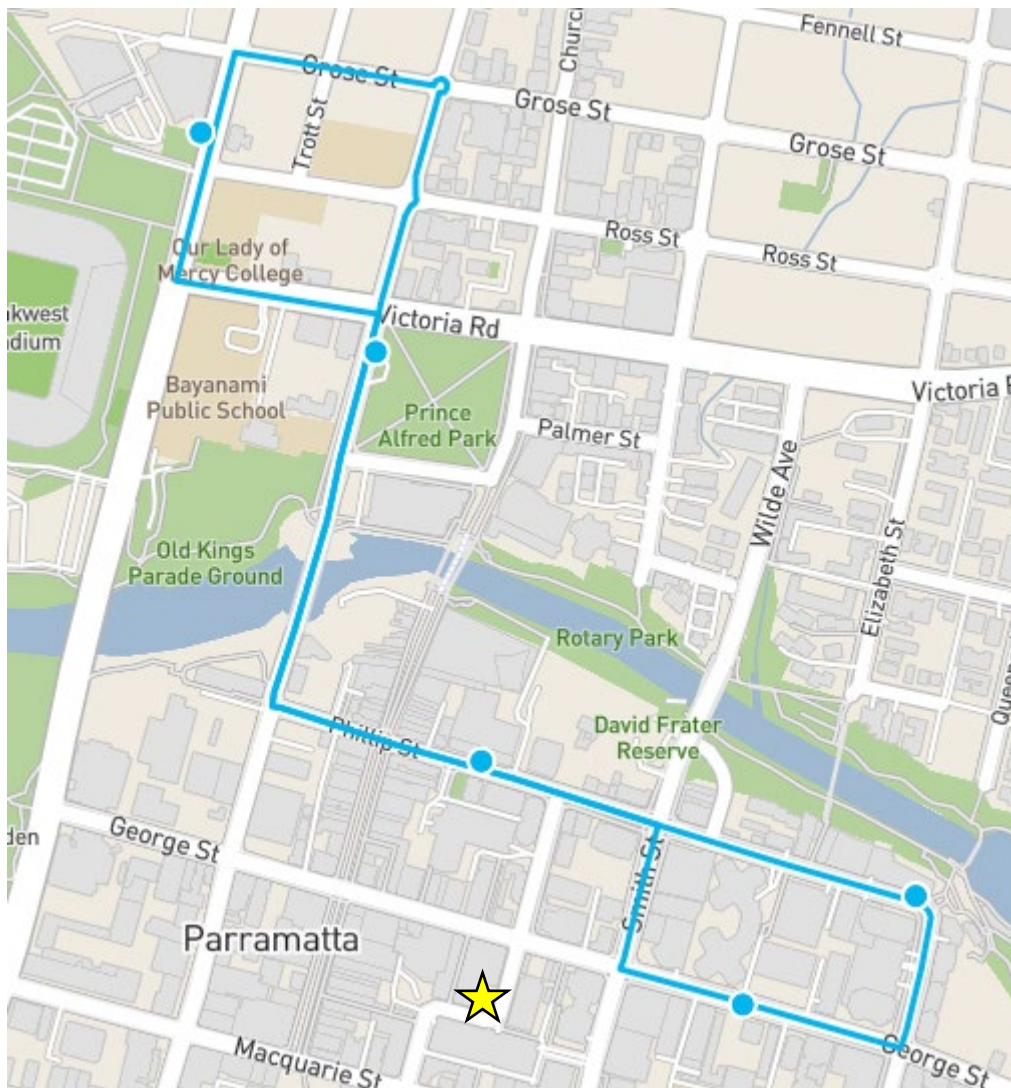 Fennell St
Church
Grose St
Grose St
Grose St
Trott St
Ross St
Ross St
Our Lady of
Mercy College
kwest
dium
Victoria Rd
Victoria R
Bayanami
Public School
Prince
Alfred Park
Palmer St
Wilde Ave
Elizabeth St
Old Kings
Parade Ground
Rotary Park
Queen
David Frater
Reserve
Phillip St
den
George St
Smith St
Parramatta
George St
Macquarie St